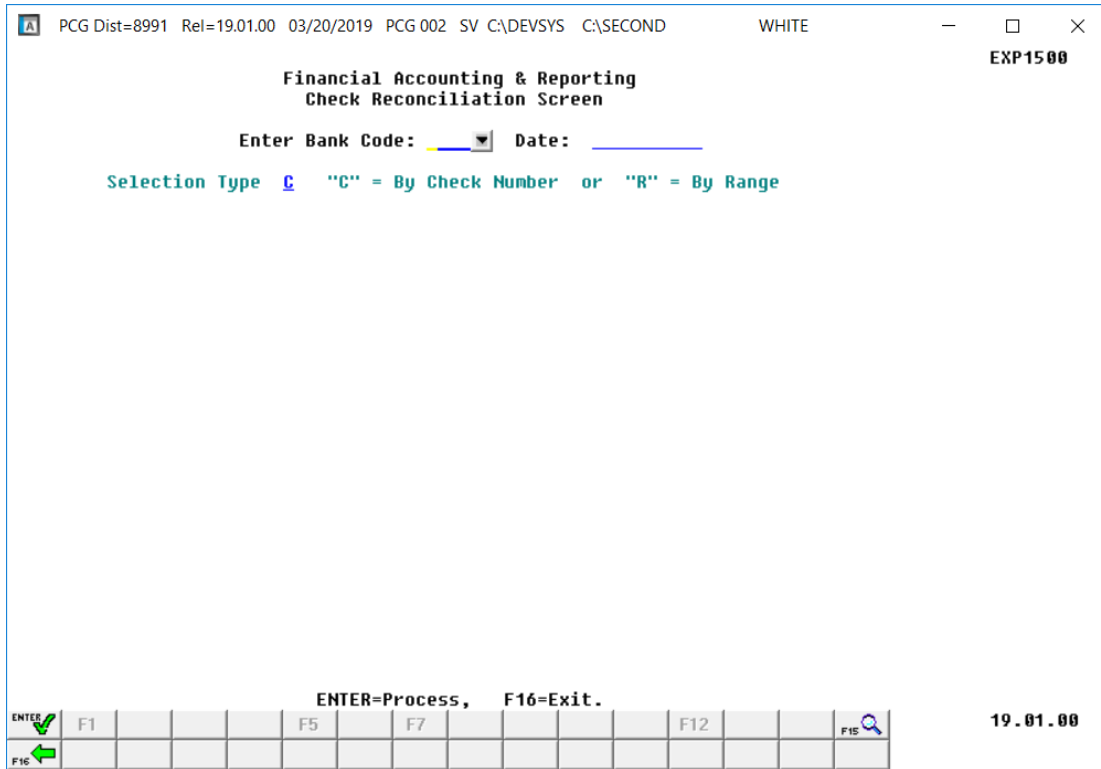 A PCG Dist=8991 Rel=19.01.00 03/20/2019 PCG 002 SV C:\DEVSYS C:\SECOND WHITE
EXP1500
Financial Accounting & Reporting
Check Reconciliation Screen
Enter Bank Code: Date:
Selection Type C "C" = By Check Number or "R" = By Range
ENTER=Process, F16=Exit.
ENTER F1 F5 F7 F12 F15 19.01.00
F16